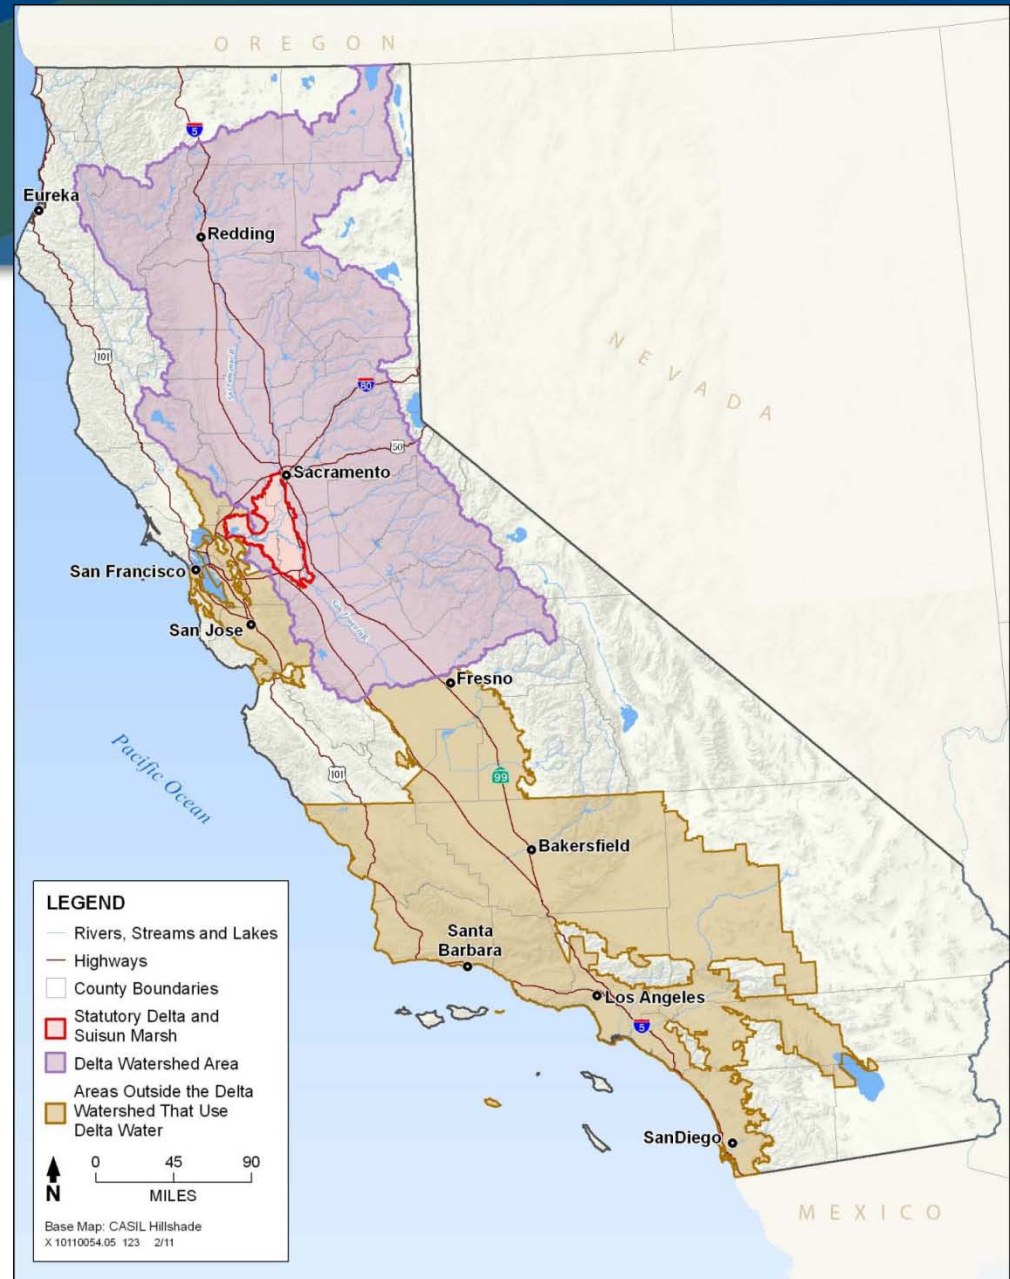 OREGON
5
Eureka
Redding
101
NEVADA
80
50
Sacramento
San Francisco
San Jose
Fresno
Pacific Ocean
101
99
Bakersfield
Santa
Barbara
Los Angeles
5
SanDiego
MEXICO
LEGEND
Rivers, Streams and Lakes
Highways
County Boundaries
Statutory Delta and
Suisun Marsh
Delta Watershed Area
Areas Outside the Delta
Watershed That Use
Delta Water
N
0 45 90
MILES
Base Map: CASIL Hillshade
X 10110054.05 123 2/11